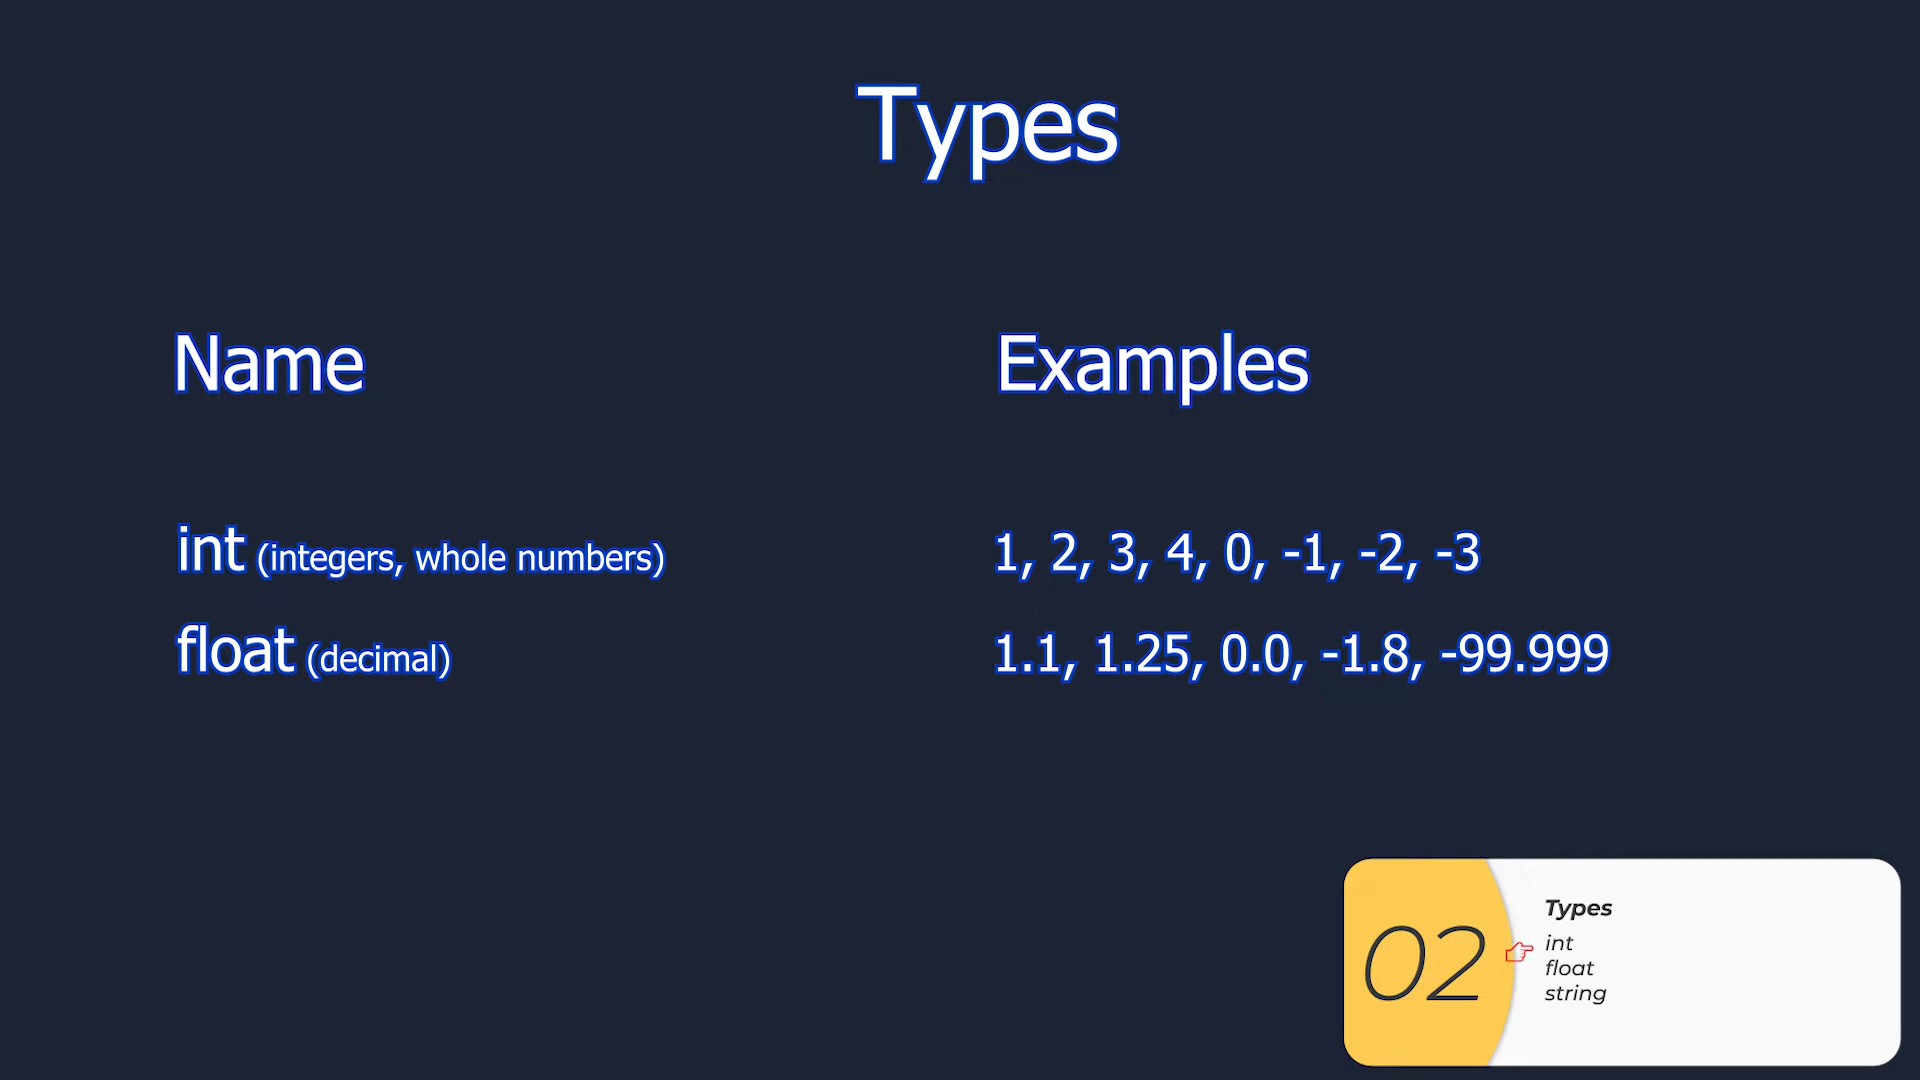 Types
Name Examples
int (integers, whole numbers) 1, 2, 3, 4, 0, -1, -2, -3
float (decimal) 1.1, 1.25, 0.0, -1.8, -99.999
02
Types
int
float
string